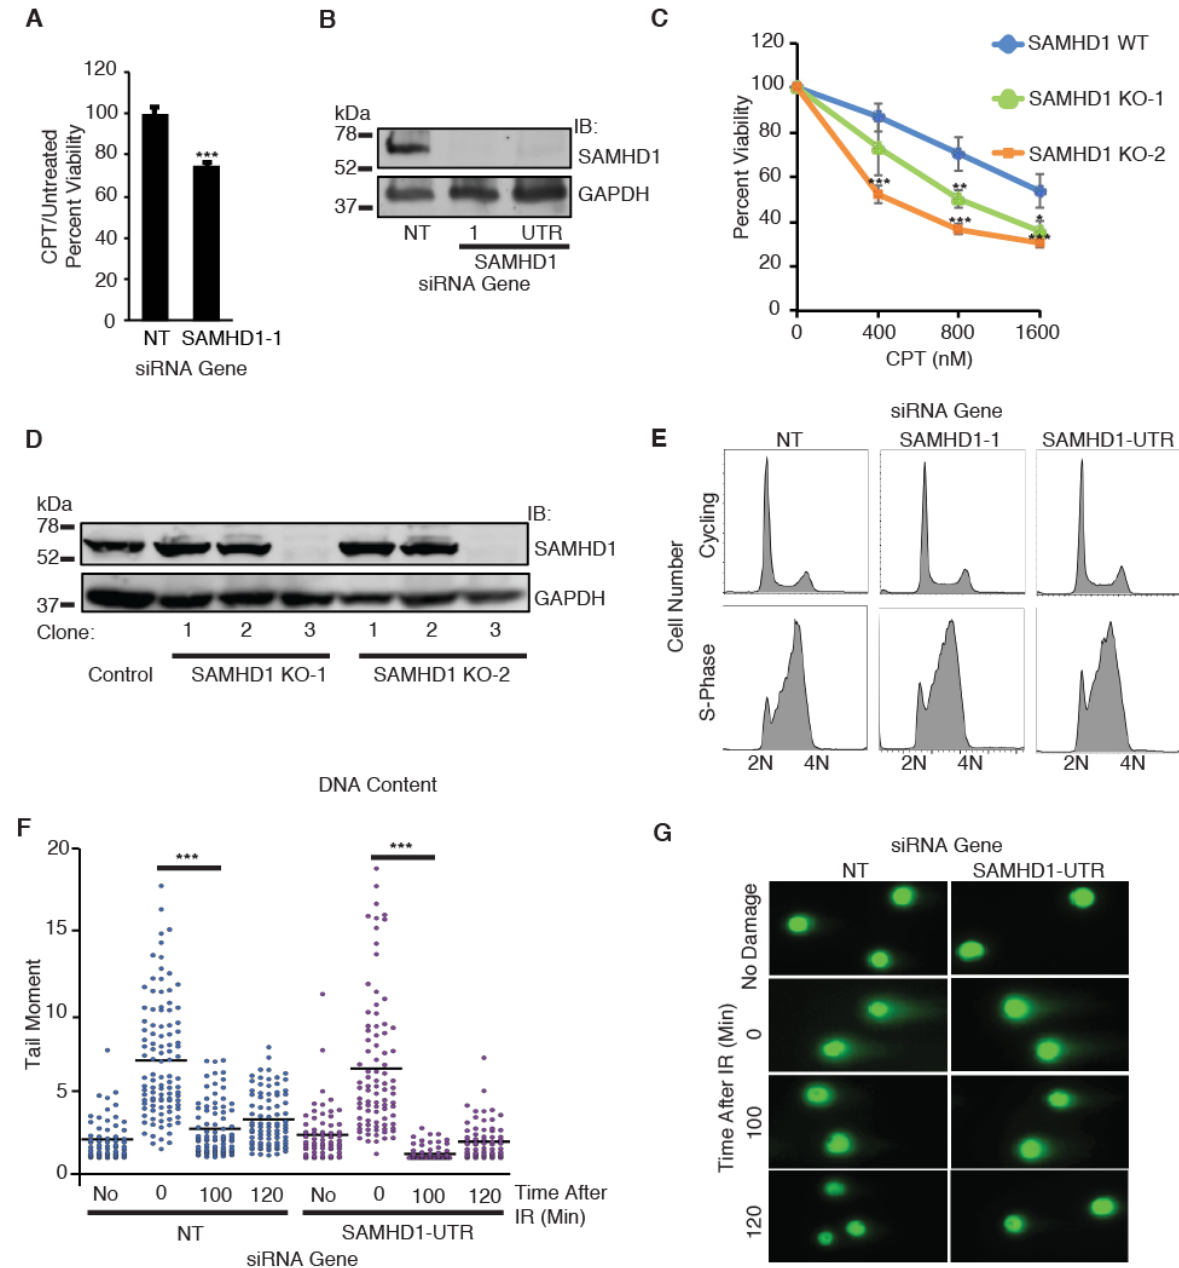 A
120
100
80
60
40
20
0
CPT/Untreated
Percent Viability
***
NT SAMHD1-1
siRNA Gene
B
kDa
78
52
37
IB:
SAMHD1
GAPDH
NT 1 UTR
SAMHD1
siRNA Gene
C
120
100
80
60
40
20
0
Percent Viability
SAMHD1 WT
SAMHD1 KO-1
SAMHD1 KO-2
***
**
***
*
***
0 400 800 1600
CPT (nM)
D
kDa
78
52
37
IB:
SAMHD1
GAPDH
Clone: 1 2 3 1 2 3
Control SAMHD1 KO-1 SAMHD1 KO-2
DNA Content
E
siRNA Gene
NT SAMHD1-1 SAMHD1-UTR
Cell Number
Cycling
S-Phase
2N 4N 2N 4N 2N 4N
F
20
15
10
5
0
Tail Moment
***
***
No 0 100 120 No 0 100 120 Time After
IR (Min)
NT SAMHD1-UTR
siRNA Gene
G
siRNA Gene
NT SAMHD1-UTR
Time After IR (Min)
No Damage
0
100
120